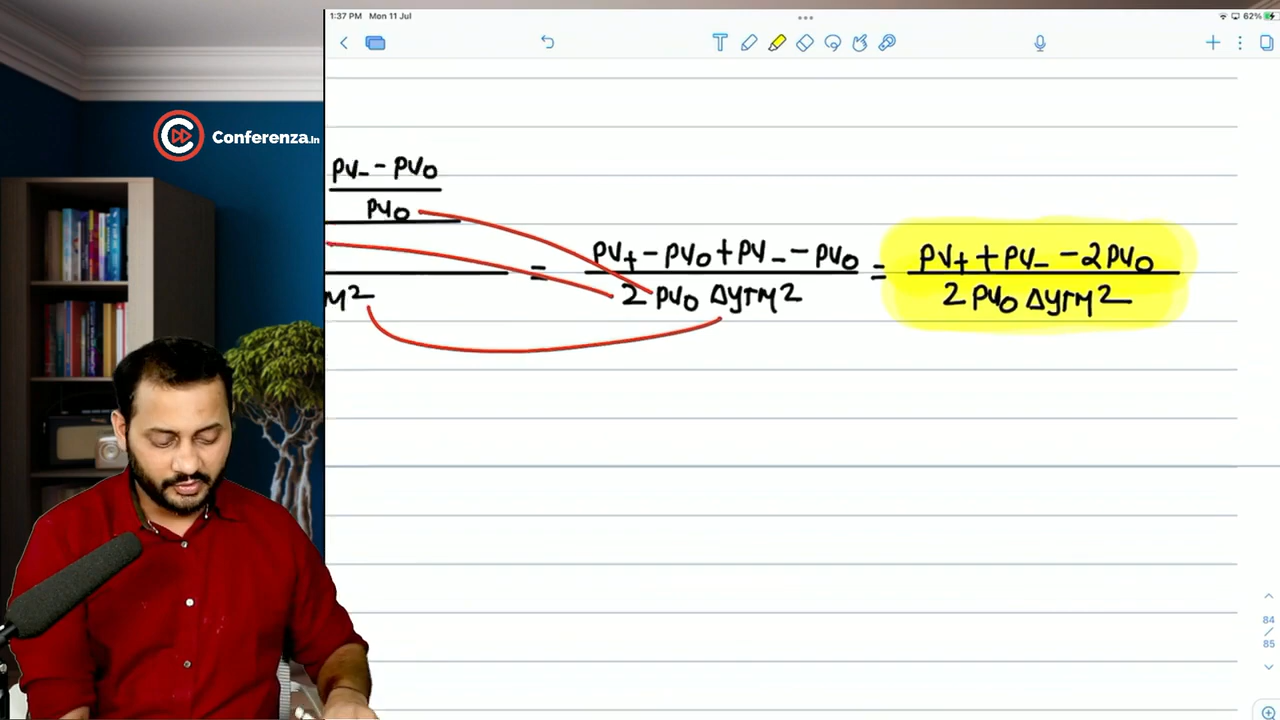 1:37 PM Mon 11 Jul
62%
Conferenza.in
PV₋ - PV₀
PV₀
M²
= PV₊ - PV₀ + PV₋ - PV₀ = PV₊ + PV₋ - 2PV₀
2 PV₀ ΔYTM² 2 PV₀ ΔYTM²
84
/
85